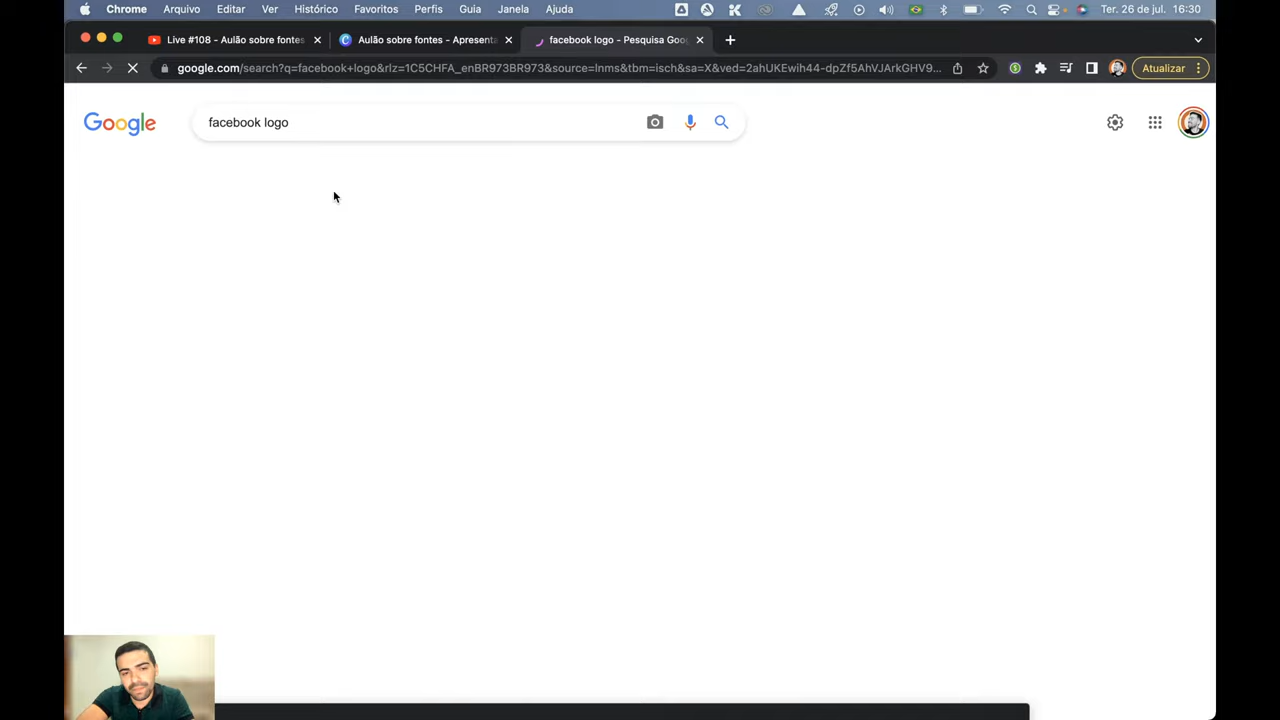 Chrome Arquivo Editar Ver Histórico Favoritos Perfis Guia Janela Ajuda Ter. 26 de jul. 16:30
Live #108 - Aulão sobre fontes Aulão sobre fontes - Apresenta facebook logo - Pesquisa Goo
google.com/search?q=facebook+logo&rlz=1C5CHFA_enBR973BR973&source=lnms&tbm=isch&sa=X&ved=2ahUKEwih44-dpZf5AhVJArkGHV9... Atualizar
Google facebook logo